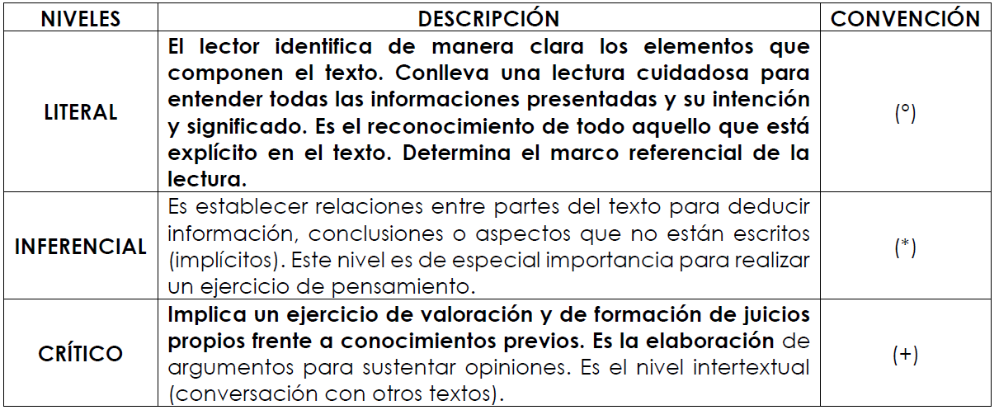 NIVELES DESCRIPCIÓN CONVENCIÓN
El lector identifica de manera clara los elementos que
componen el texto. Conlleva una lectura cuidadosa para
entender todas las informaciones presentadas y su intención
LITERAL (°)
y significado. Es el reconocimiento de todo aquello que está
explícito en el texto. Determina el marco referencial de la
lectura.
Es establecer relaciones entre partes del texto para deducir
información, conclusiones o aspectos que no están escritos
INFERENCIAL (*)
(implícitos). Este nivel es de especial importancia para realizar
un ejercicio de pensamiento.
Implica un ejercicio de valoración y de formación de juicios
propios frente a conocimientos previos. Es la elaboración de
CRÍTICO (+)
argumentos para sustentar opiniones. Es el nivel intertextual
(conversación con otros textos).